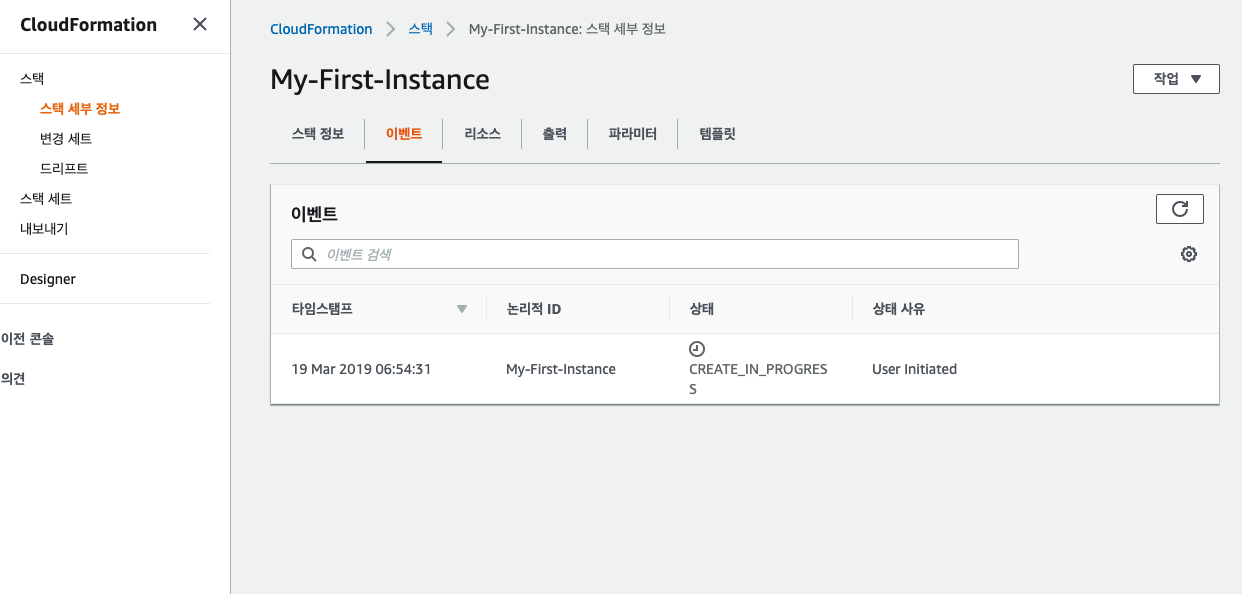 CloudFormation
스택
스택 세부 정보
변경 세트
드리프트
스택 세트
내보내기
Designer
이전 콘솔
의견
CloudFormation 스택 My-First-Instance: 스택 세부 정보
My-First-Instance
작업
스택 정보 이벤트 리소스 출력 파라미터 템플릿
이벤트
이벤트 검색
타임스탬프 논리적 ID 상태 상태 사유
19 Mar 2019 06:54:31 My-First-Instance CREATE_IN_PROGRES User Initiated
S